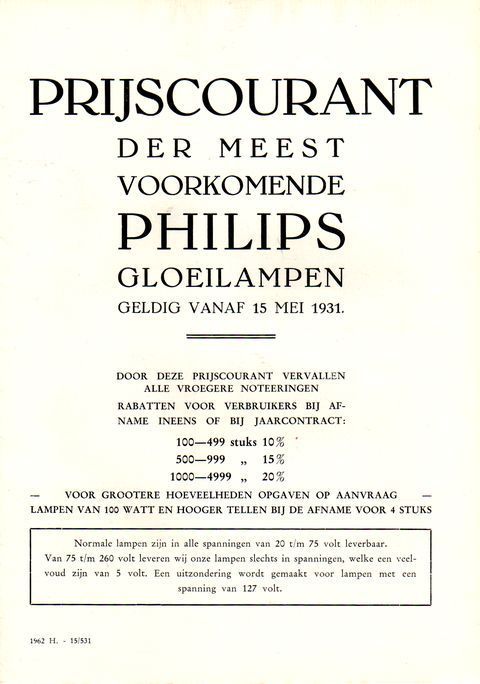 PRIJSCOURANT
DER MEEST
VOORKOMENDE
PHILIPS
GLOEILAMPEN
GELDIG VANAF 15 MEI 1931.
DOOR DEZE PRIJSCOURANT VERVALLEN
ALLE VROEGERE NOTEERINGEN
RABATTEN VOOR VERBRUIKERS BIJ AF-
NAME INEENS OF BIJ JAARCONTRACT:
100—499 stuks 10%
500—999 „ 15%
1000—4999 „ 20%
— VOOR GROOTERE HOEVEELHEDEN OPGAVEN OP AANVRAAG —
LAMPEN VAN 100 WATT EN HOOGER TELLEN BIJ DE AFNAME VOOR 4 STUKS
Normale lampen zijn in alle spanningen van 20 t/m 75 volt leverbaar.
Van 75 t/m 260 volt leveren wij onze lampen slechts in spanningen, welke een veel-
voud zijn van 5 volt. Een uitzondering wordt gemaakt voor lampen met een
spanning van 127 volt.
1962 H. - 15/531